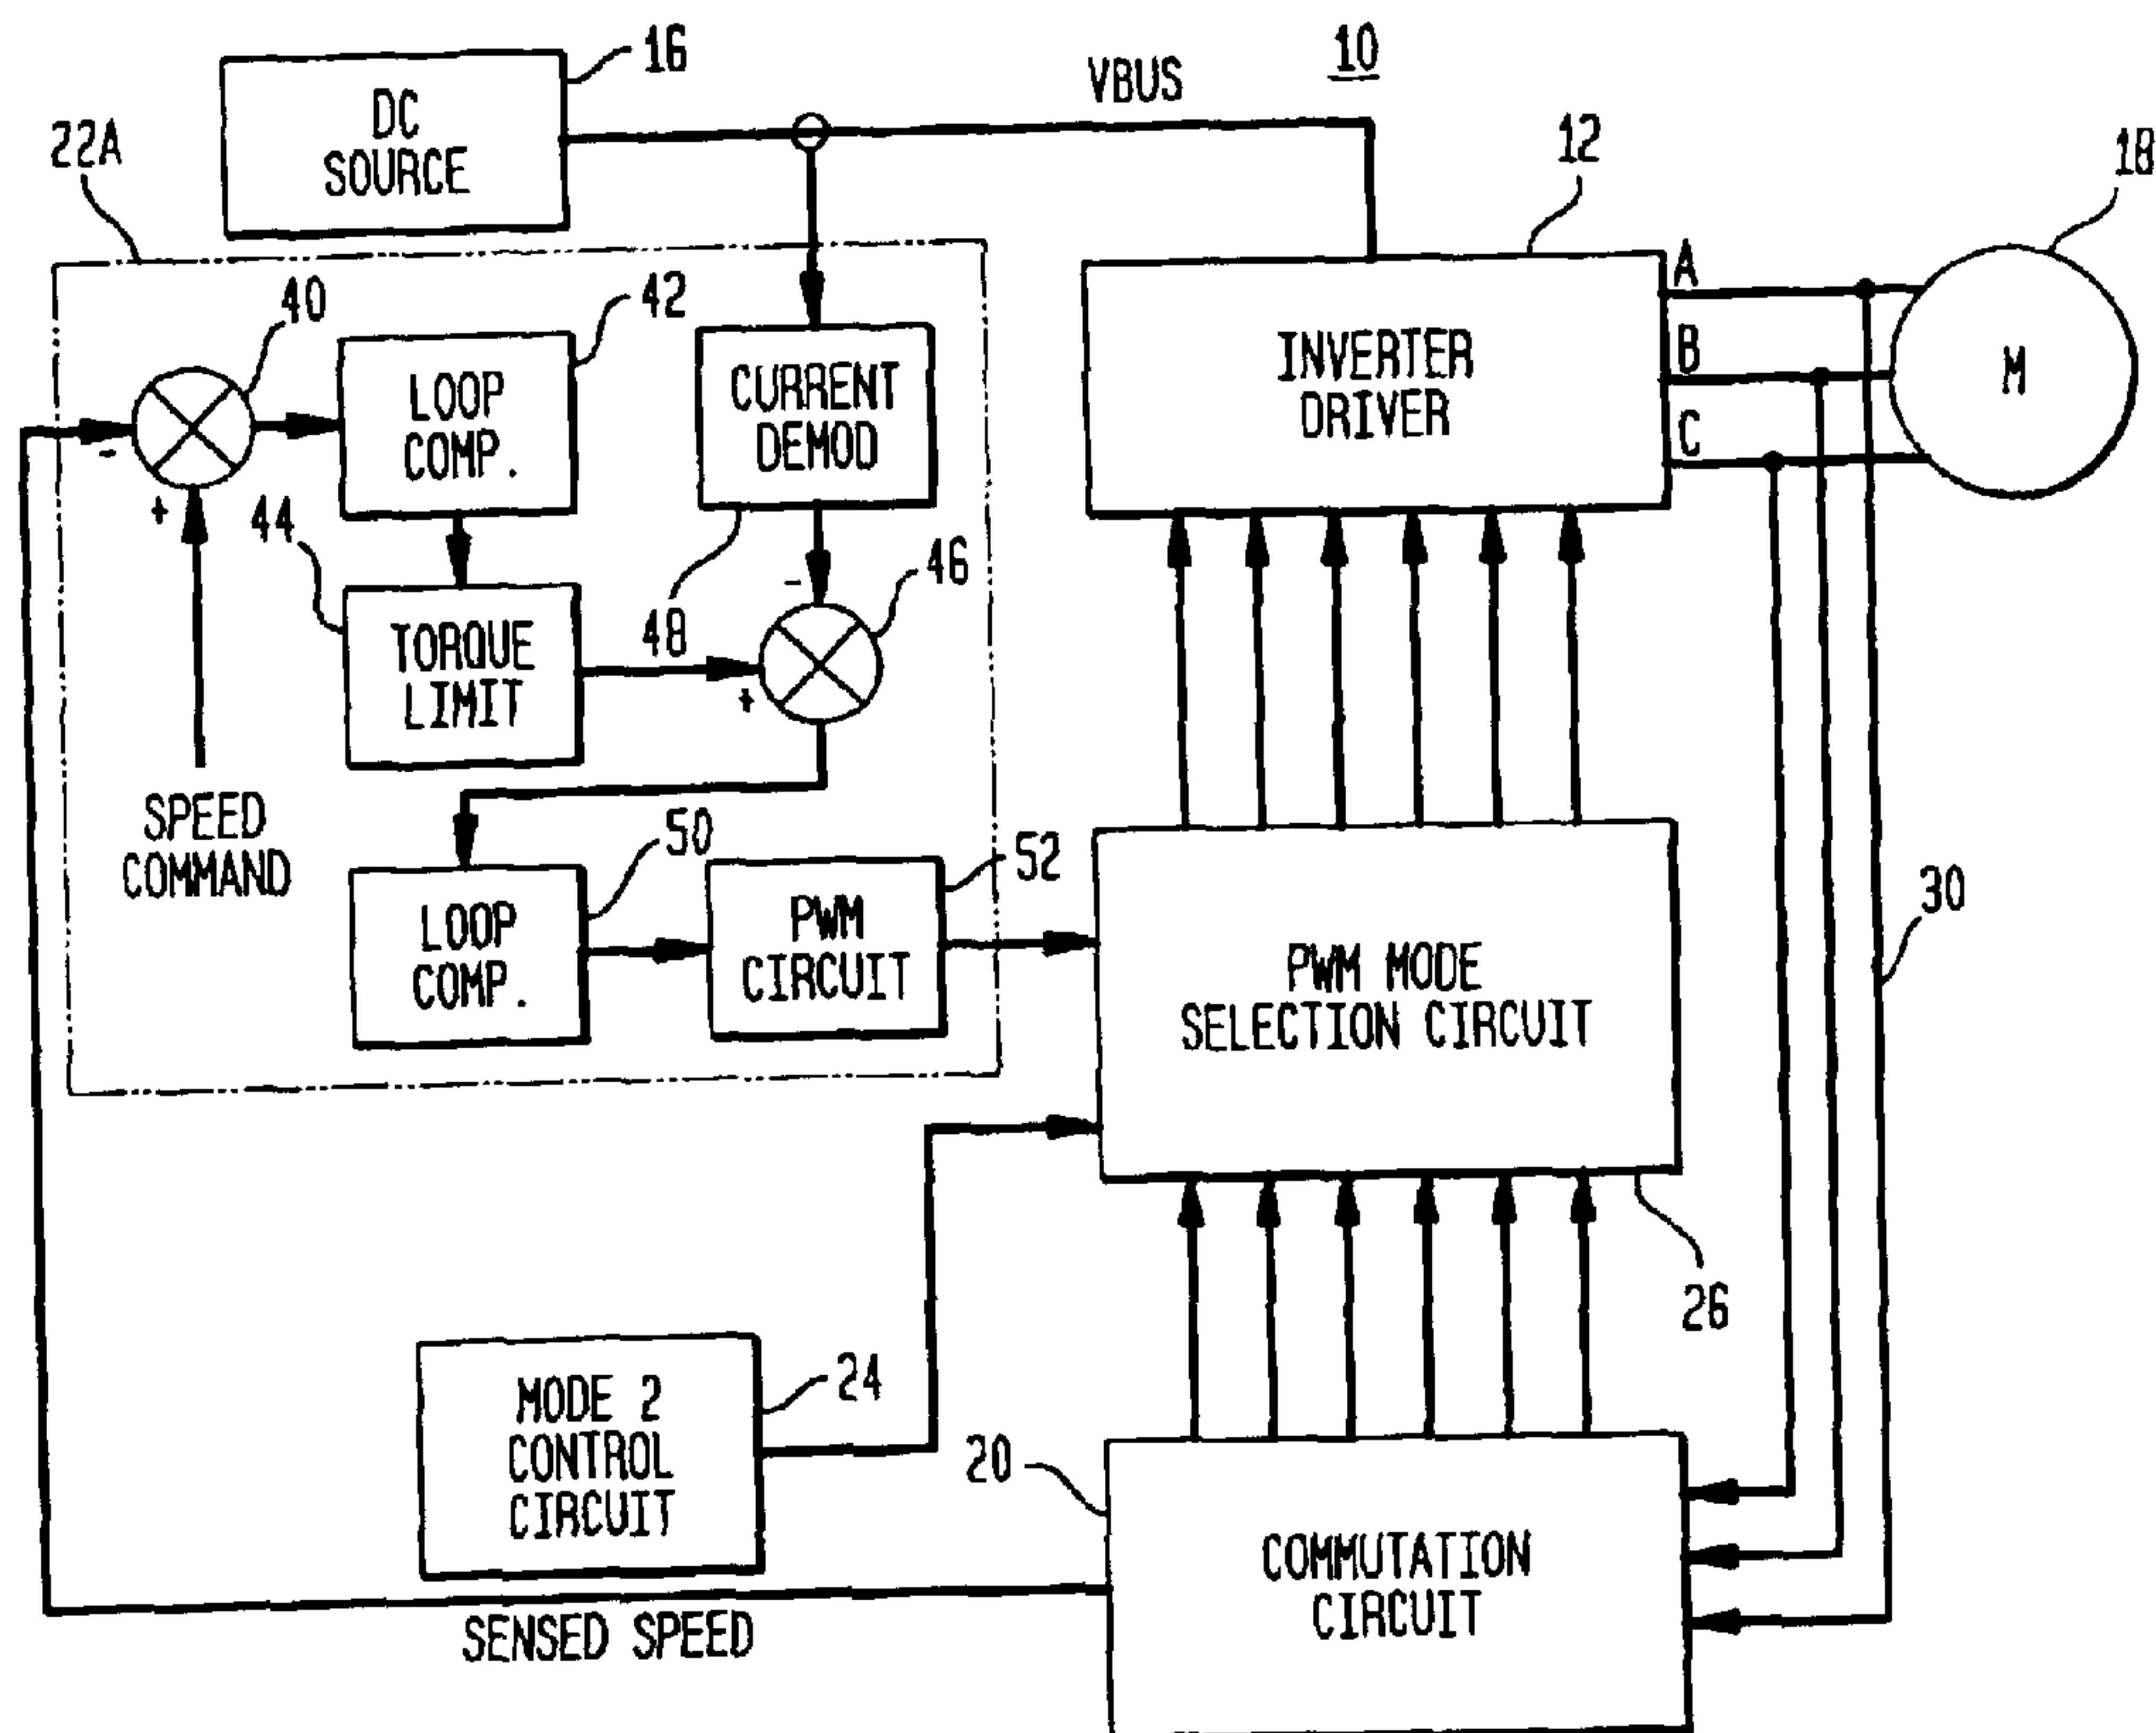 16
10
VBUS
DC
SOURCE
22A
12
18
40
42
A
B
C
LOOP
COMP.
CURRENT
DEMOD
INVERTER
DRIVER
M
-
+
44
48
-
46
TORQUE
LIMIT
+
SPEED
COMMAND
50
52
30
LOOP
COMP.
PWM
CIRCUIT
PWM MODE
SELECTION CIRCUIT
26
24
MODE 2
CONTROL
CIRCUIT
20
COMMUTATION
CIRCUIT
SENSED SPEED